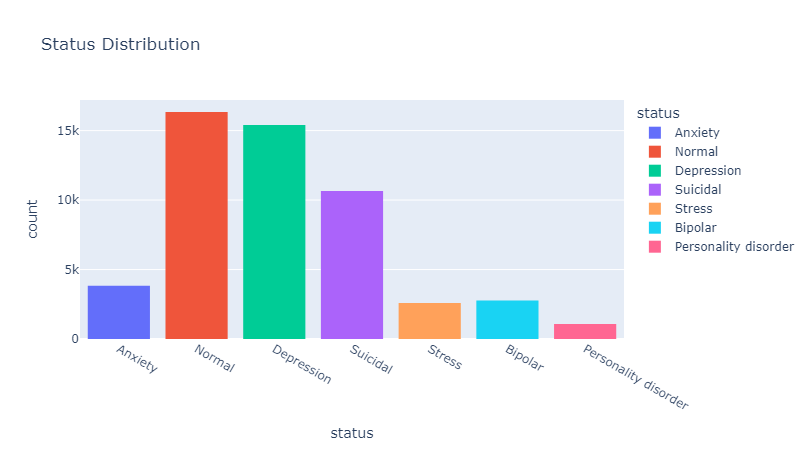 Status Distribution
15k
10k
5k
0
count
Anxiety
Normal
Depression
Suicidal
Stress
Bipolar
Personality disorder
status
status
Anxiety
Normal
Depression
Suicidal
Stress
Bipolar
Personality disorder